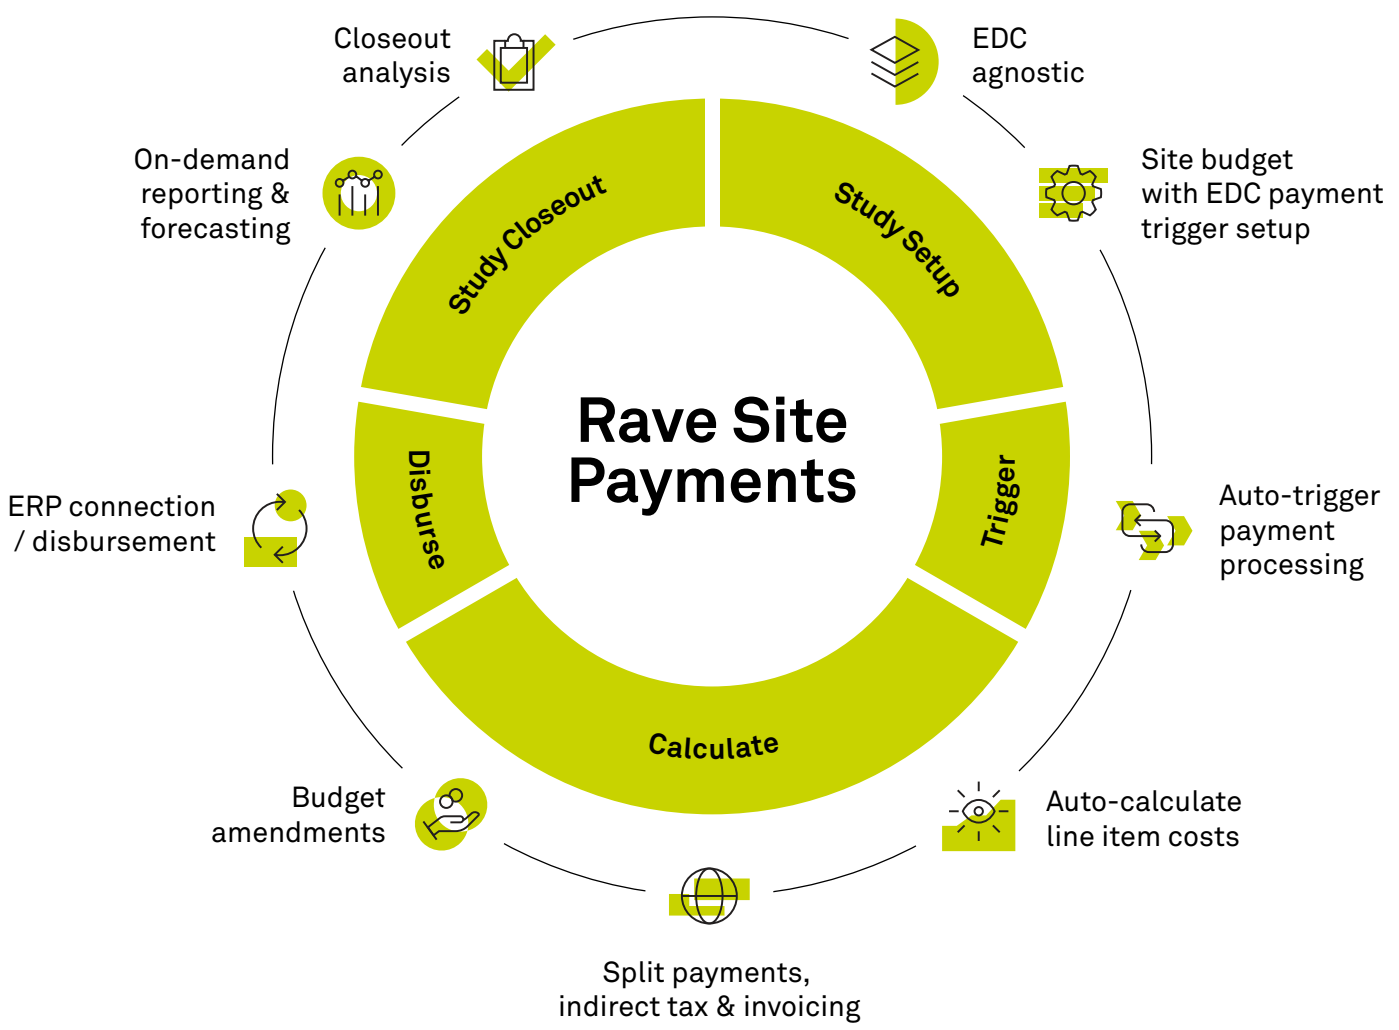 Rave Site
Payments
Study Setup
Trigger
Calculate
Disburse
Study Closeout
EDC
agnostic
Site budget
with EDC payment
trigger setup
Auto-trigger
payment
processing
Auto-calculate
line item costs
Split payments,
indirect tax & invoicing
Budget
amendments
ERP connection
/ disbursement
On-demand
reporting &
forecasting
Closeout
analysis